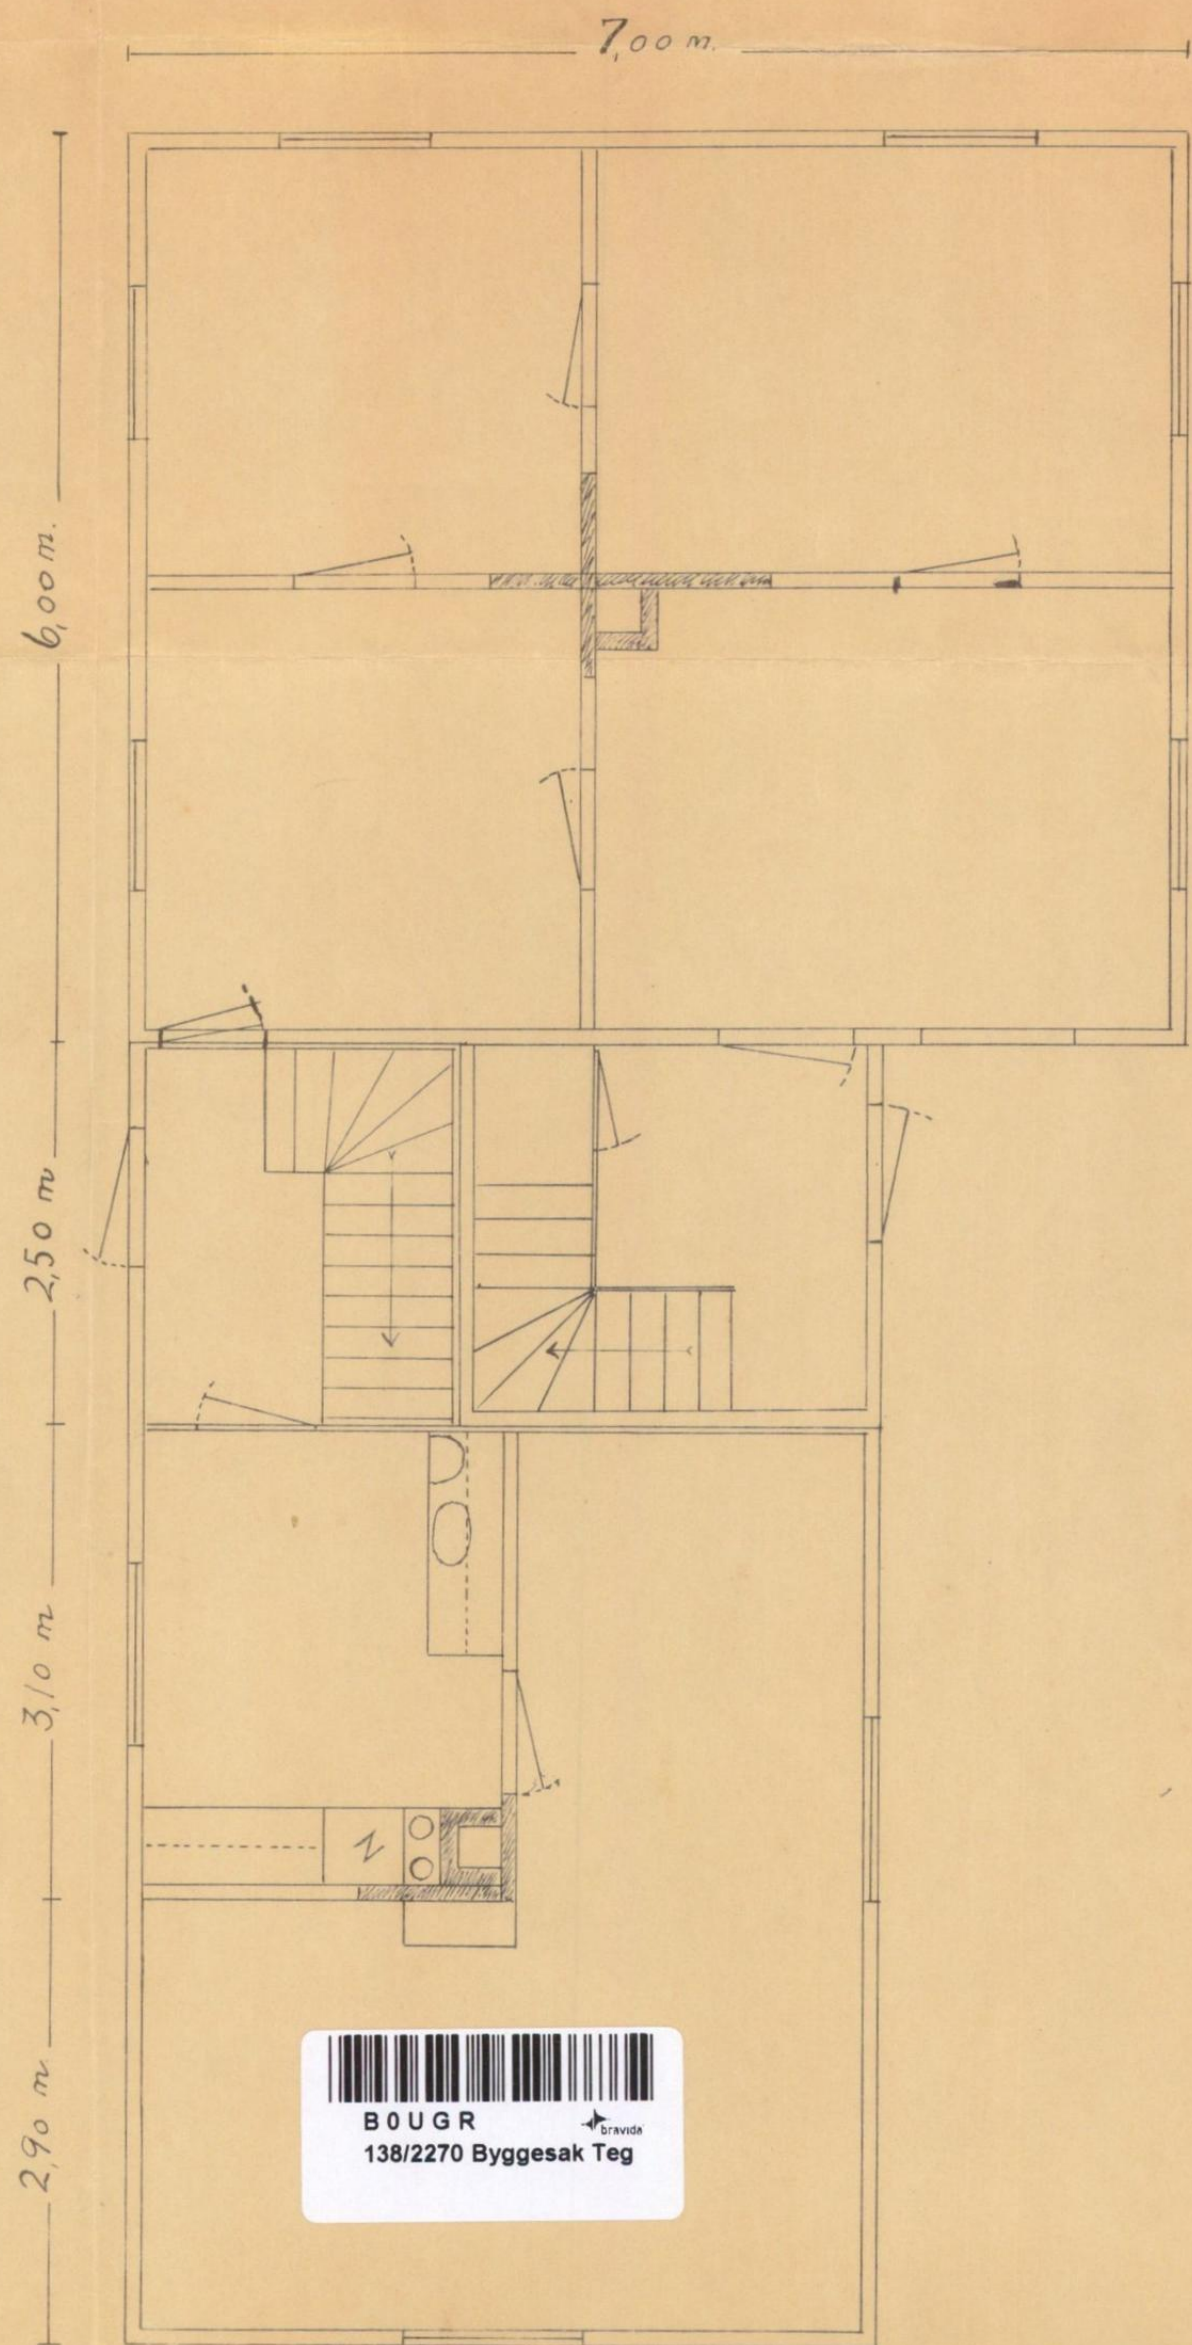 7,00 m.
6,00 m.
2,50 m
3,10 m
N
2,90 m
B0UGR
bravida
138/2270 Byggesak Teg